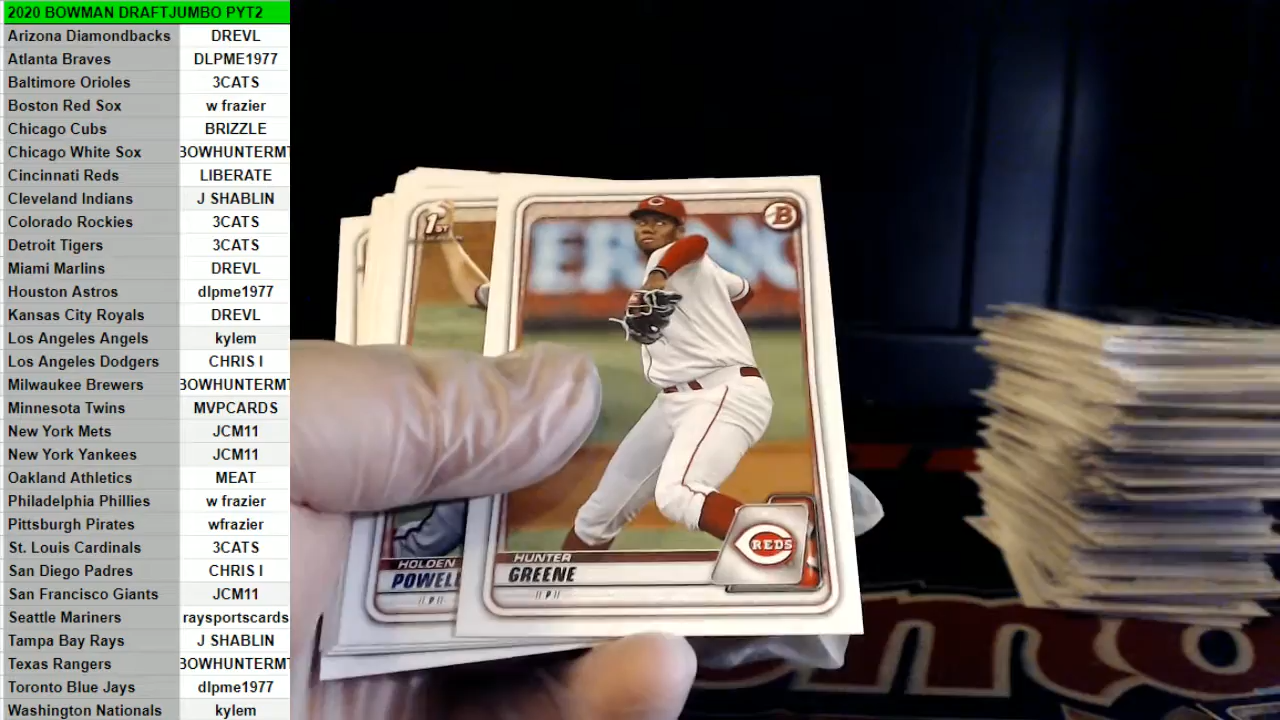 2020 BOWMAN DRAFTJUMBO PYT2
Arizona Diamondbacks DREVL
Atlanta Braves DLPME1977
Baltimore Orioles 3CATS
Boston Red Sox w frazier
Chicago Cubs BRIZZLE
Chicago White Sox BOWHUNTERMT
Cincinnati Reds LIBERATE
Cleveland Indians J SHABLIN
Colorado Rockies 3CATS
Detroit Tigers 3CATS
Miami Marlins DREVL
Houston Astros dlpme1977
Kansas City Royals DREVL
Los Angeles Angels kylem
Los Angeles Dodgers CHRIS I
Milwaukee Brewers BOWHUNTERMT
Minnesota Twins MVPCARDS
New York Mets JCM11
New York Yankees JCM11
Oakland Athletics MEAT
Philadelphia Phillies w frazier
Pittsburgh Pirates wfrazier
St. Louis Cardinals 3CATS
San Diego Padres CHRIS I
San Francisco Giants JCM11
Seattle Mariners raysportscards
Tampa Bay Rays J SHABLIN
Texas Rangers BOWHUNTERMT
Toronto Blue Jays dlpme1977
Washington Nationals kylem
1ST
B
HOLDEN
POWELL
P
HUNTER
GREENE
P
REDS